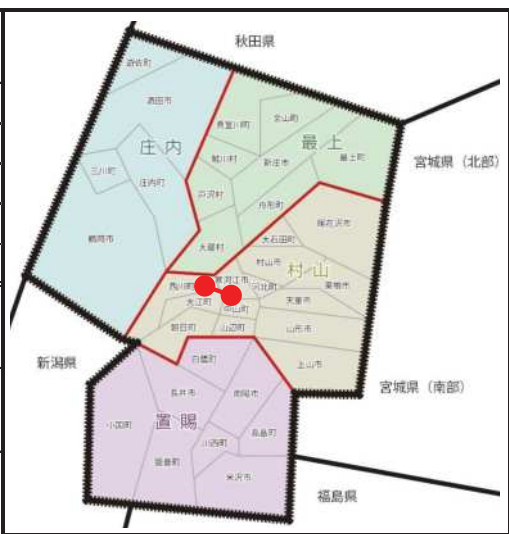 秋田県
遊佐町
酒田市
金山町
真室川町
庄内
最上
鮭川村
新庄市
最上町
宮城県（北部）
三川町
庄内町
戸沢村
舟形町
尾花沢市
鶴岡市
大蔵村
大石田町
村山市
村山
西川町
寒河江市
河北町
東根市
大江町
中山町
天童市
朝日町
山辺町
山形市
新潟県
白鷹町
上山市
宮城県（南部）
長井市
南陽市
小国町
置賜
高畠町
川西町
飯豊町
米沢市
福島県